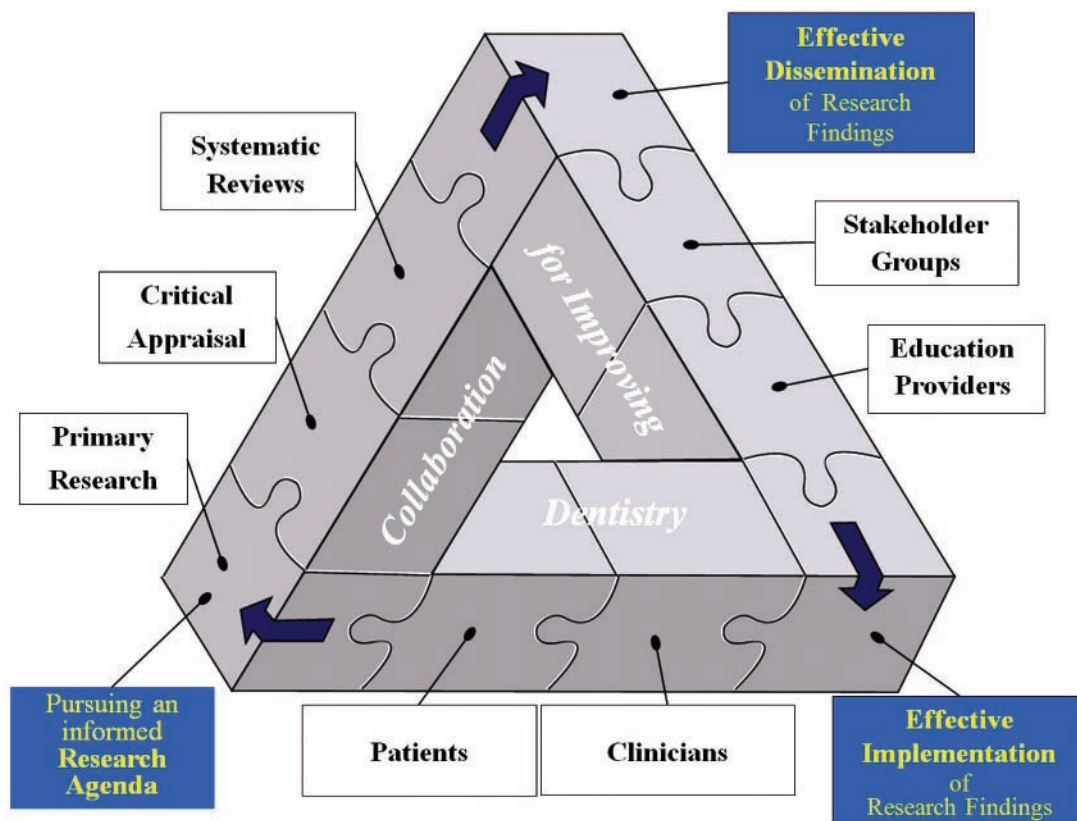 Effective
Dissemination
of Research
Findings
Systematic
Reviews
Stakeholder
Groups
for Improving
Critical
Appraisal
Education
Providers
Primary
Research
Collaboration
Dentistry
Pursuing an
informed
Research
Agenda
Patients
Clinicians
Effective
Implementation
of
Research Findings